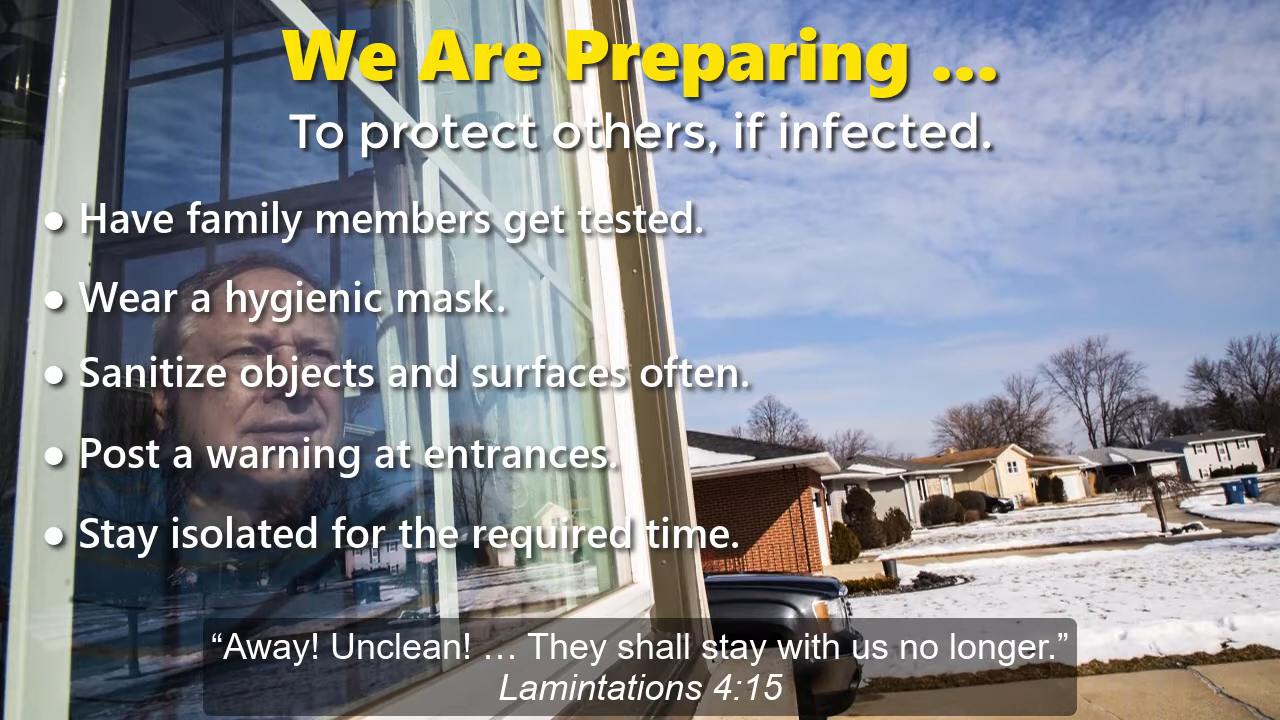 We Are Preparing ...
To protect others, if infected.
● Have family members get tested.
● Wear a hygienic mask.
● Sanitize objects and surfaces often.
● Post a warning at entrances.
● Stay isolated for the required time.
“Away! Unclean! … They shall stay with us no longer.”
Lamintations 4:15